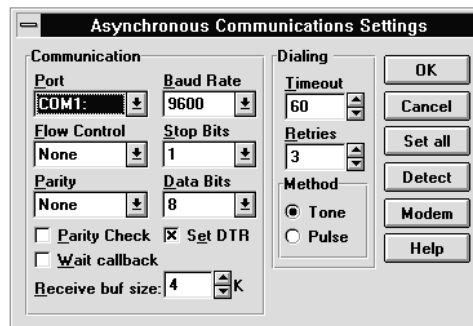 Asynchronous Communications Settings
Communication
Port
Baud Rate
COM1:
9600
Flow Control
Stop Bits
None
1
Parity
Data Bits
None
8
Parity Check
Set DTR
Wait callback
Receive buf size: 4 K
Dialing
Timeout
60
Retries
3
Method
Tone
Pulse
OK
Cancel
Set all
Detect
Modem
Help